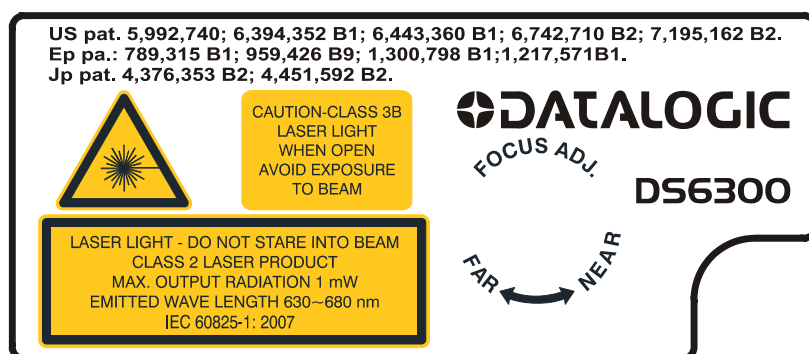 US pat. 5,992,740; 6,394,352 B1; 6,443,360 B1; 6,742,710 B2; 7,195,162 B2.
Ep pa.: 789,315 B1; 959,426 B9; 1,300,798 B1;1,217,571B1.
Jp pat. 4,376,353 B2; 4,451,592 B2.
CAUTION-CLASS 3B
LASER LIGHT
WHEN OPEN
AVOID EXPOSURE
TO BEAM
DATALOGIC
FOCUS ADJ.
DS6300
FAR
NEAR
LASER LIGHT - DO NOT STARE INTO BEAM
CLASS 2 LASER PRODUCT
MAX. OUTPUT RADIATION 1 mW
EMITTED WAVE LENGTH 630~680 nm
IEC 60825-1: 2007